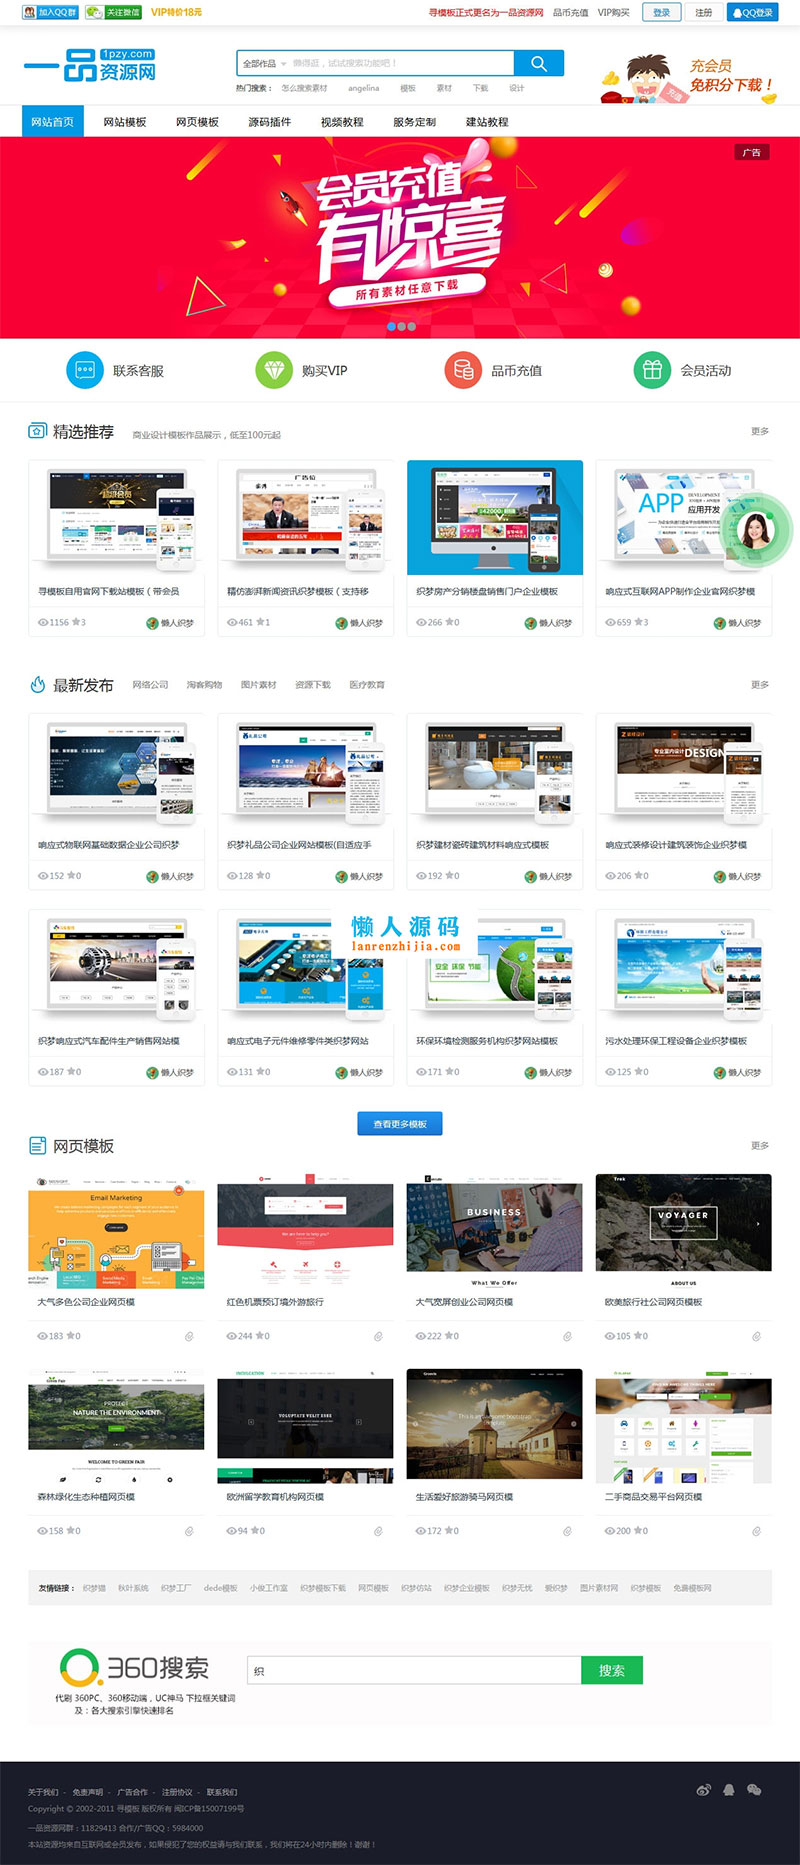 加入QQ群 关注微信 VIP特价18元 寻模板正式更名为一品资源网 品币充值 VIP购买 登录 注册 QQ登录
一品资源网 1pzy.com
全部作品 懒得逛，试试搜索功能吧！
热门搜索： 怎么搜索素材 angelina 模板 素材 下载 设计
充会员
免积分下载！
网站首页 网站模板 网页模板 源码插件 视频教程 服务定制 建站教程
广告
会员充值
有惊喜
所有素材任意下载
联系客服 购买VIP 品币充值 会员活动
精选推荐 商业设计模板作品展示，低至100元起 更多
寻模板自用官网下载站模板（带会员 精仿澎湃新闻资讯织梦模板（支持移 织梦房产分销楼盘销售门户企业模板 响应式互联网APP制作企业官网织梦模
1156 3 懒人织梦 461 1 懒人织梦 266 0 懒人织梦 659 3 懒人织梦
最新发布 网络公司 淘客购物 图片素材 资源下载 医疗教育 更多
响应式物联网基础数据企业公司织梦 织梦礼品公司企业网站模板(自适应手 织梦建材瓷砖建筑材料响应式模板 响应式装修设计建筑装饰企业织梦模
152 0 懒人织梦 128 0 懒人织梦 192 0 懒人织梦 206 0 懒人织梦
懒人源码
lanrenzhijia.com
织梦响应式汽车配件生产销售网站模 响应式电子元件维修零件类织梦网站 环保环境检测服务机构织梦网站模板 污水处理环保工程设备企业织梦模板
187 0 懒人织梦 131 0 懒人织梦 171 0 懒人织梦 125 0 懒人织梦
查看更多模板
网页模板 更多
Email Marketing
BUSINESS
What We Offer
Trek
VOYAGER
ABOUT US
大气多色公司企业网页模 红色机票预订境外游旅行 大气宽屏创业公司网页模 欧美旅行社公司网页模板
183 0 244 0 222 0 105 0
PROTECT
NATURE THE ENVIRONMENT
WELCOME TO GREEN FAIR
VOLUPTATE VELIT ESSE
森林绿化生态种植网页模 欧洲留学教育机构网页模 生活爱好旅游骑马网页模 二手商品交易平台网页模
158 0 94 0 172 0 200 0
友情链接： 织梦猫 秋叶系统 织梦工厂 dede模板 小俊工作室 织梦模板下载 网页模板 织梦仿站 织梦企业模板 织梦无忧 爱织梦 图片素材网 织梦模板 免费模板网
360搜索 织 搜索
代刷 360PC、360移动端，UC神马 下拉框关键词
及：各大搜索引擎快速排名
关于我们 - 免责声明 - 广告合作 - 注册协议 - 联系我们
Copyright © 2002-2011 寻模板 版权所有 闽ICP备15007199号
一品资源网群：11829413 合作/广告QQ：5984000
本站资源均来自互联网或会员发布，如果侵犯了您的权益请与我们联系，我们将在24小时内删除！谢谢！